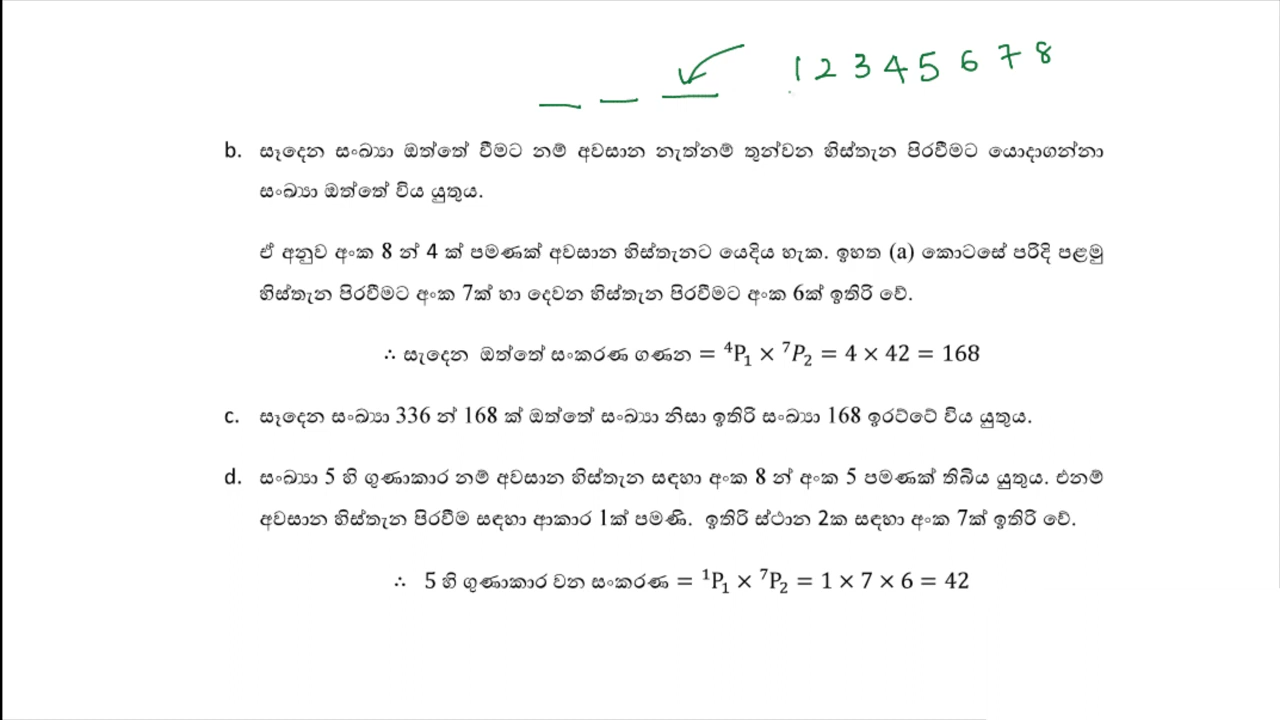 1 2 3 4 5 6 7 8
b. සෑදෙන සංඛ්‍යා ඔත්තේ වීමට නම් අවසාන නැත්නම් තුන්වන හිස්තැන පිරවීමට යොදාගන්නා
සංඛ්‍යා ඔත්තේ විය යුතුය.
ඒ අනුව අංක 8 න් 4 ක් පමණක් අවසාන හිස්තැනට යෙදිය හැක. ඉහත (a) කොටසේ පරිදි පළමු
හිස්තැන පිරවීමට අංක 7ක් හා දෙවන හිස්තැන පිරවීමට අංක 6ක් ඉතිරි වේ.
∴ සැදෙන ඔත්තේ සංකරණ ගණන = ⁴P₁ × ⁷P₂ = 4 × 42 = 168
c. සෑදෙන සංඛ්‍යා 336 න් 168 ක් ඔත්තේ සංඛ්‍යා නිසා ඉතිරි සංඛ්‍යා 168 ඉරට්ටේ විය යුතුය.
d. සංඛ්‍යා 5 හි ගුණාකාර නම් අවසාන හිස්තැන සඳහා අංක 8 න් අංක 5 පමණක් තිබිය යුතුය. එනම්
අවසාන හිස්තැන පිරවීම සඳහා ආකාර 1ක් පමණි. ඉතිරි ස්ථාන 2ක සඳහා අංක 7ක් ඉතිරි වේ.
∴ 5 හි ගුණාකාර වන සංකරණ = ¹P₁ × ⁷P₂ = 1 × 7 × 6 = 42